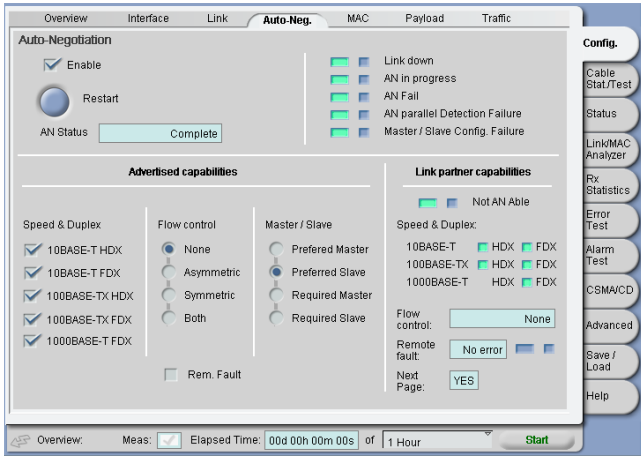 Overview Interface Link Auto-Neg. MAC Payload Traffic
Auto-Negotiation
Enable
Restart
AN Status Complete
Link down
AN in progress
AN Fail
AN parallel Detection Failure
Master / Slave Config. Failure
Advertised capabilities
Speed & Duplex
10BASE-T HDX
10BASE-T FDX
100BASE-TX HDX
100BASE-TX FDX
1000BASE-T FDX
Flow control
None
Asymmetric
Symmetric
Both
Master / Slave
Prefered Master
Preferred Slave
Required Master
Required Slave
Rem. Fault
Link partner capabilities
Not AN Able
Speed & Duplex:
10BASE-T HDX FDX
100BASE-TX HDX FDX
1000BASE-T HDX FDX
Flow
control: None
Remote
fault: No error
Next
Page: YES
Config.
Cable
Stat./Test
Status
Link/MAC
Analyzer
Rx
Statistics
Error
Test
Alarm
Test
CSMA/CD
Advanced
Save /
Load
Help
Overview: Meas: Elapsed Time: 00d 00h 00m 00s of 1 Hour Start